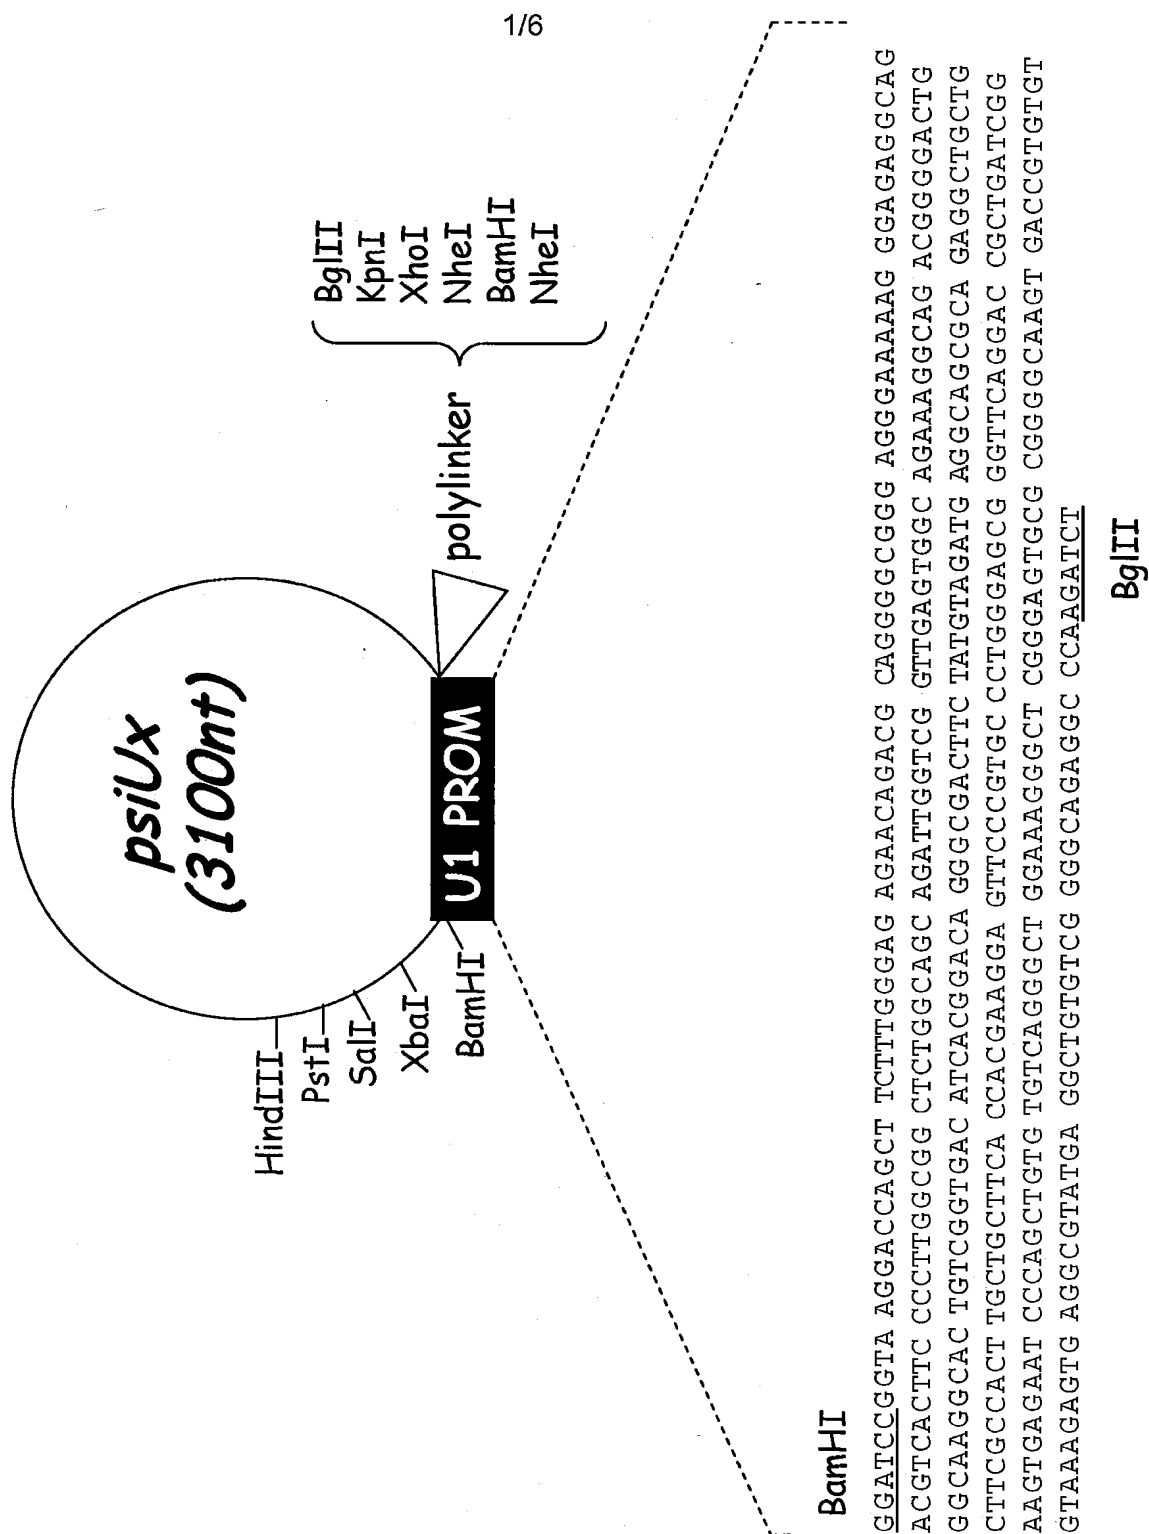 1/6
psiUx
(3100nt)
HindIII
PstI
SalI
XbaI
BamHI
U1 PROM
polylinker
BglII
KpnI
XhoI
NheI
BamHI
NheI
BamHI
GGATCCGGTA AGGACCAGCT TCTTTGGGAG AGAACAGACG CAGGGGCGGG AGGGAAAAAG GGAGAGGCAG
ACGTCACTTC CCCTTGGCGG CTCTGGCAGC AGATTGGTCG GTTGAGTGGC AGAAAGGCAG ACGGGGACTG
GGCAAGGCAC TGTCGGTGAC ATCACGGACA GGGCGACTTC TATGTAGATG AGGCAGCGCA GAGGCTGCTG
CTTCGCCACT TGCTGCTTCA CCACGAAGGA GTTCCCGTGC CCTGGGAGCG GGTTCAGGAC CGCTGATCGG
AAGTGAGAAT CCCAGCTGTG TGTCAGGGCT GGAAAGGGCT CGGGAGTGCG CGGGGCAAGT GACCGTGTGT
GTAAAGAGTG AGGCGTATGA GGCTGTGTCG GGGCAGAGGC CCAAGATCT
BglII